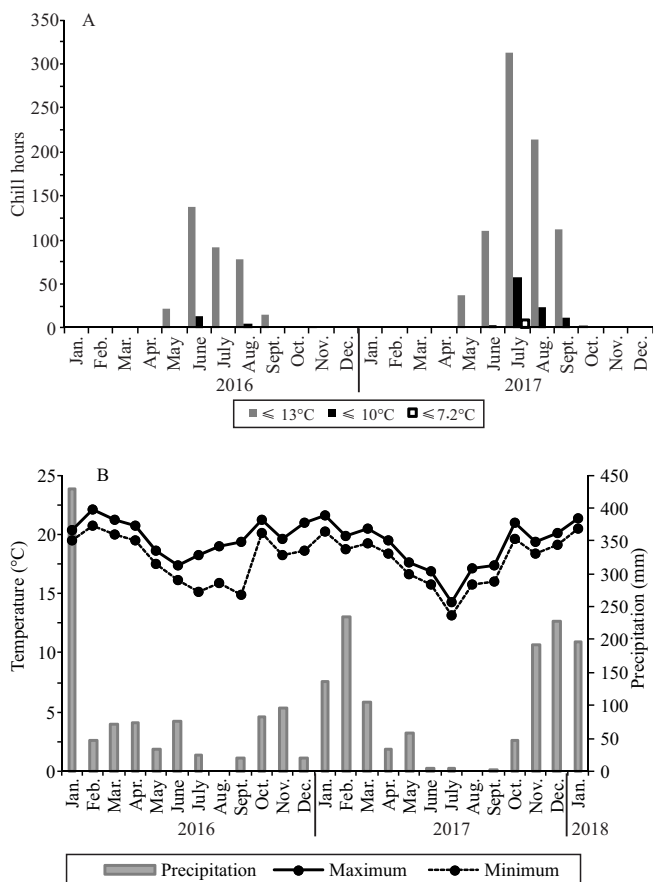 A
350
300
250
200
150
100
50
0
Chill hours
Jan. Feb. Mar. Apr. May June July Aug. Sept. Oct. Nov. Dec. Jan. Feb. Mar. Apr. May June July Aug. Sept. Oct. Nov. Dec.
2016 2017
≤ 13°C ≤ 10°C ≤7·2°C
B
25
20
15
10
5
0
Temperature (°C)
450
400
350
300
250
200
150
100
50
0
Precipitation (mm)
Jan. Feb. Mar. Apr. May June July Aug. Sept. Oct. Nov. Dec. Jan. Feb. Mar. Apr. May June July Aug. Sept. Oct. Nov. Dec. Jan.
2016 2017 2018
Precipitation Maximum Minimum